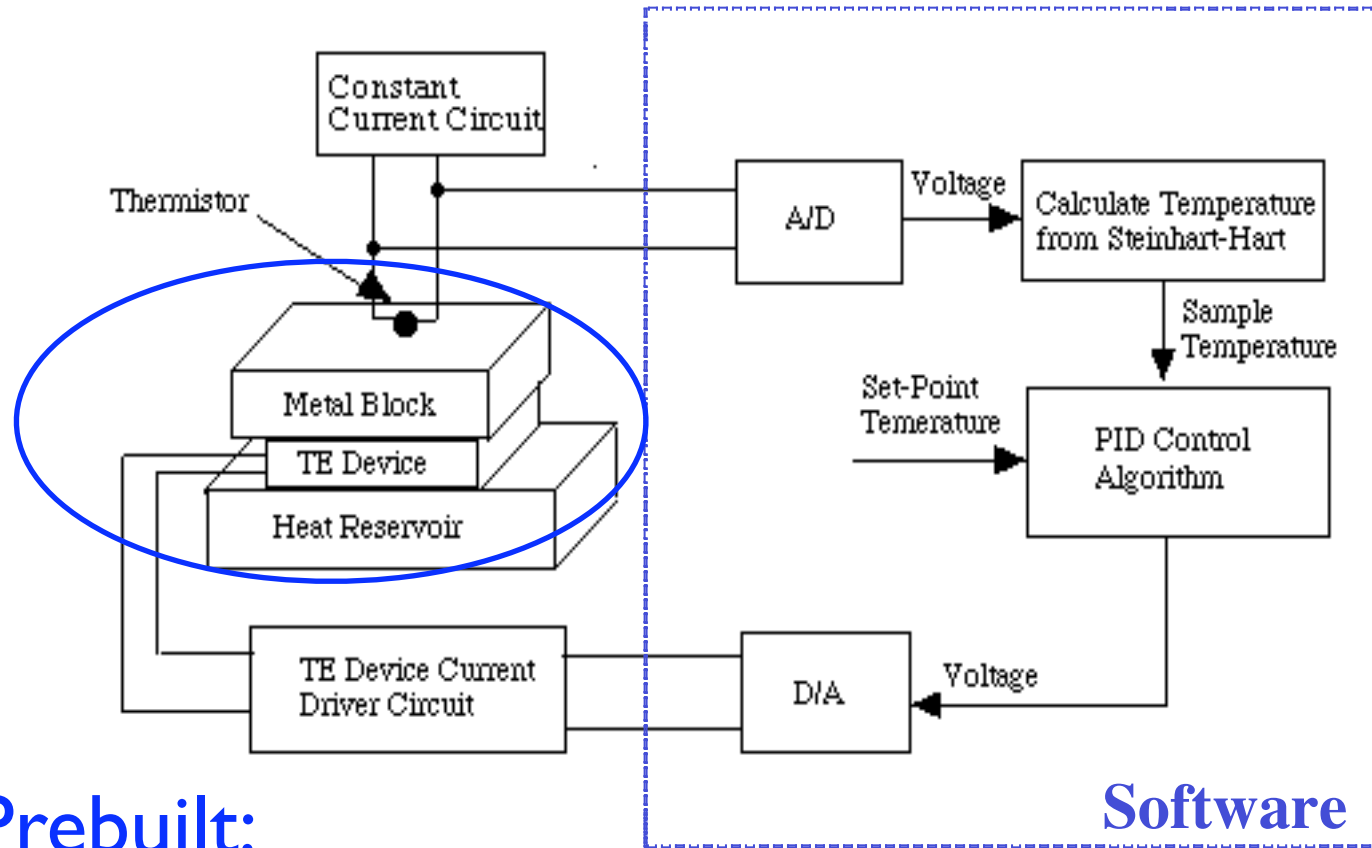 Constant
Current Circuit
Thermistor
A/D
Voltage
Calculate Temperature
from Steinhart-Hart
Sample
Temperature
Set-Point
Temerature
PID Control
Algorithm
Metal Block
TE Device
Heat Reservoir
TE Device Current
Driver Circuit
D/A
Voltage
Software
Prebuilt: